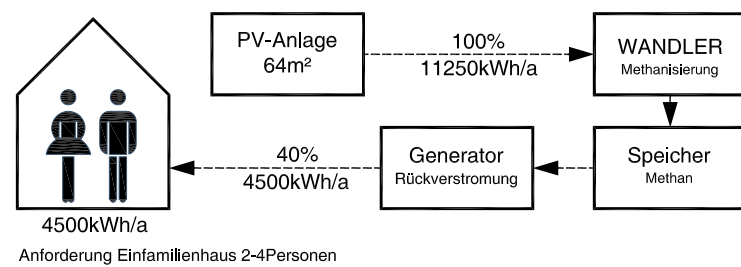 PV-Anlage
64m²
100%
11250kWh/a
WANDLER
Methanisierung
Speicher
Methan
Generator
Rückverstromung
40%
4500kWh/a
4500kWh/a
Anforderung Einfamilienhaus 2-4Personen